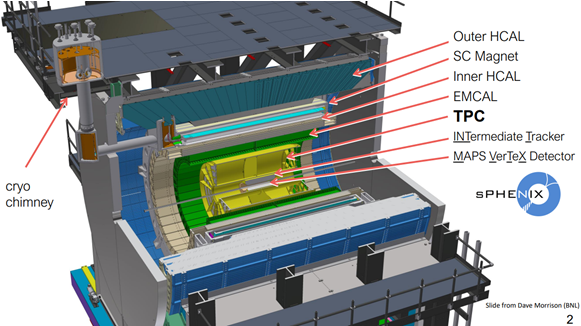 Outer HCAL
SC Magnet
Inner HCAL
EMCAL
TPC
INTermediate Tracker
MAPS VerTeX Detector
cryo
chimney
sPHENIX
Slide from Dave Morrison (BNL)
2